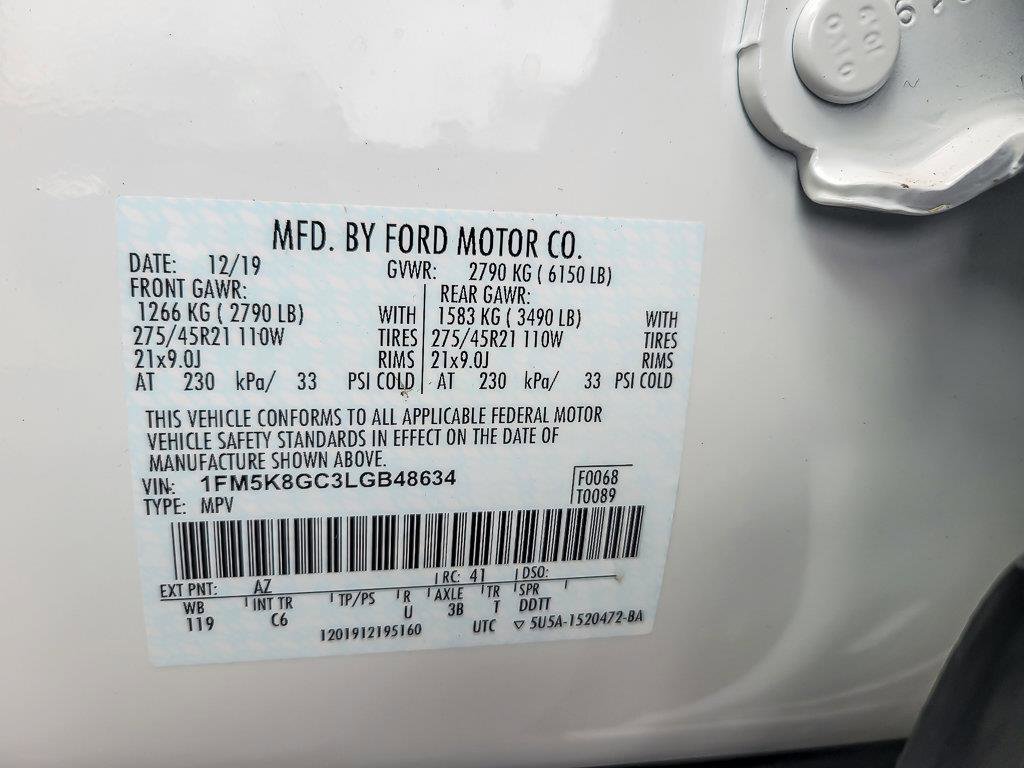 MFD. BY FORD MOTOR CO.
DATE: 12/19 GVWR: 2790 KG ( 6150 LB)
FRONT GAWR: REAR GAWR:
1266 KG ( 2790 LB) WITH 1583 KG ( 3490 LB) WITH
275/45R21 110W TIRES 275/45R21 110W TIRES
21x9.0J RIMS 21x9.0J RIMS
AT 230 kPa/ 33 PSI COLD AT 230 kPa/ 33 PSI COLD
THIS VEHICLE CONFORMS TO ALL APPLICABLE FEDERAL MOTOR
VEHICLE SAFETY STANDARDS IN EFFECT ON THE DATE OF
MANUFACTURE SHOWN ABOVE.
VIN: 1FM5K8GC3LGB48634 F0068
TYPE: MPV T0089
EXT PNT: AZ RC: 41 DSO:
WB INT TR TP/PS R AXLE TR SPR
119 C6 U 3B T DDTT
1201912195160 UTC ▽ 5U5A-1520472-BA